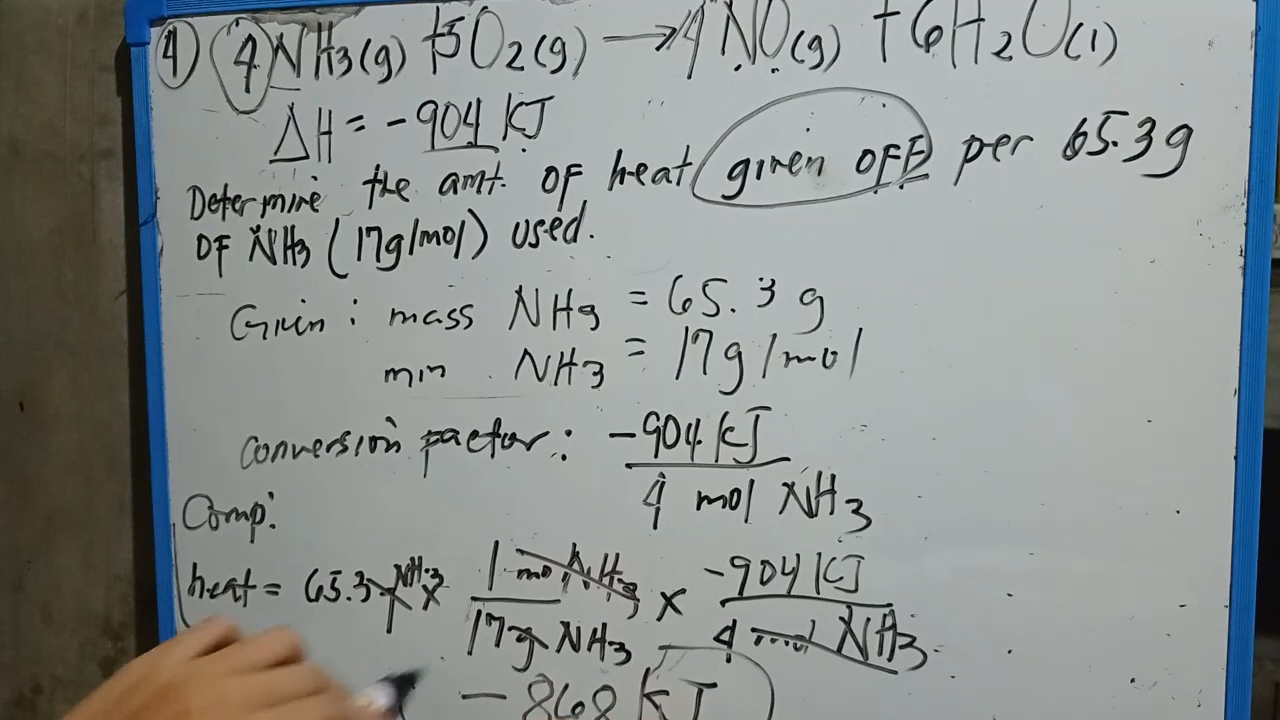 4 4NH3(g) + 5O2(g) → 4NO(g) + 6H2O(l)
ΔH = -904 KJ
Determine the amt. OF heat given OFF per 65.3g
OF NH3 (17g/mol) used.
Given : mass NH3 = 65.3 g
mm NH3 = 17g/mol
conversion factor : -904 KJ
4 mol NH3
Comp:
heat = 65.3g NH3 x 1 mol NH3 x -904 KJ
17g NH3 4 mol NH3
-868 KJ